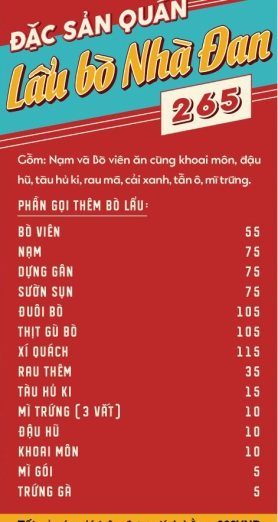 ĐẶC SẢN QUÁN
Lẩu bò Nhà Đan
265
Gồm: Nạm và Bò viên ăn cùng khoai môn, đậu
hũ, tàu hủ ki, rau mã, cải xanh, tần ô, mì trứng.
PHẦN GỌI THÊM BÒ LẨU:
BÒ VIÊN 55
NẠM 75
DỰNG GÂN 75
SƯỜN SỤN 75
ĐUÔI BÒ 105
THỊT GÙ BÒ 105
XÍ QUÁCH 115
RAU THÊM 35
TÀU HỦ KI 15
MÌ TRỨNG (3 VẮT) 10
ĐẬU HŨ 10
KHOAI MÔN 10
MÌ GÓI 5
TRỨNG GÀ 5